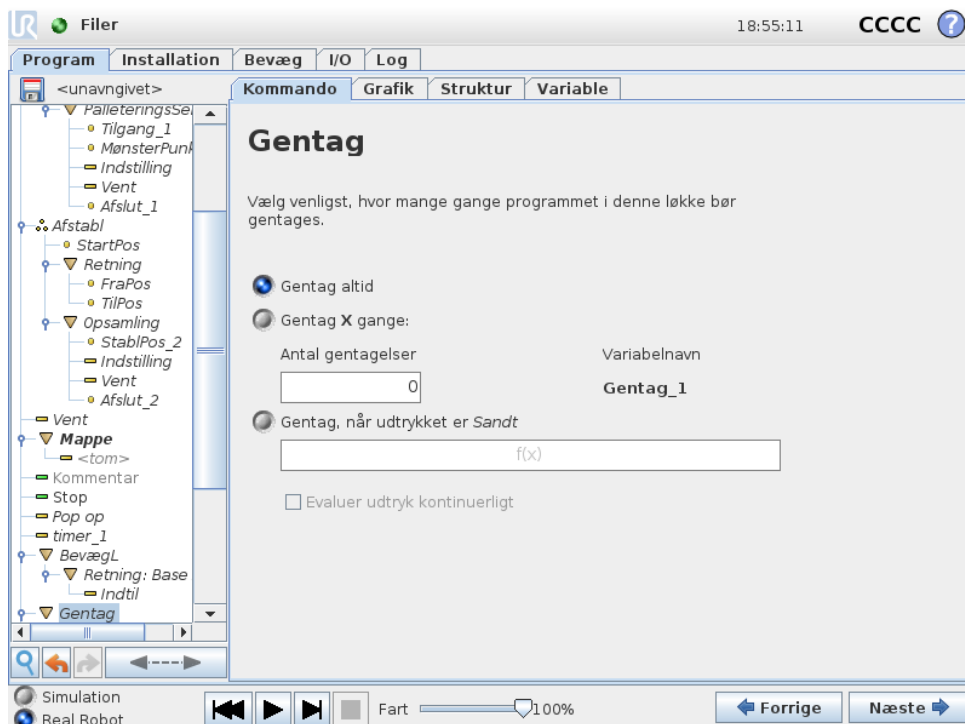 UR Filer 18:55:11 CCCC ?
Program Installation Bevæg I/O Log
<unavngivet>
Kommando Grafik Struktur Variable
PalleteringsSe
Tilgang_1
MønsterPunk
Indstilling
Vent
Afslut_1
Afstabl
StartPos
Retning
FraPos
TilPos
Opsamling
StablPos_2
Indstilling
Vent
Afslut_2
Vent
Mappe
<tom>
Kommentar
Stop
Pop op
timer_1
BevægL
Retning: Base
Indtil
Gentag
Gentag
Vælg venligst, hvor mange gange programmet i denne løkke bør
gentages.
Gentag altid
Gentag X gange:
Antal gentagelser Variabelnavn
0 Gentag_1
Gentag, når udtrykket er Sandt
f(x)
Evaluer udtryk kontinuerligt
Simulation
Real Robot
Fart 100%
Forrige Næste